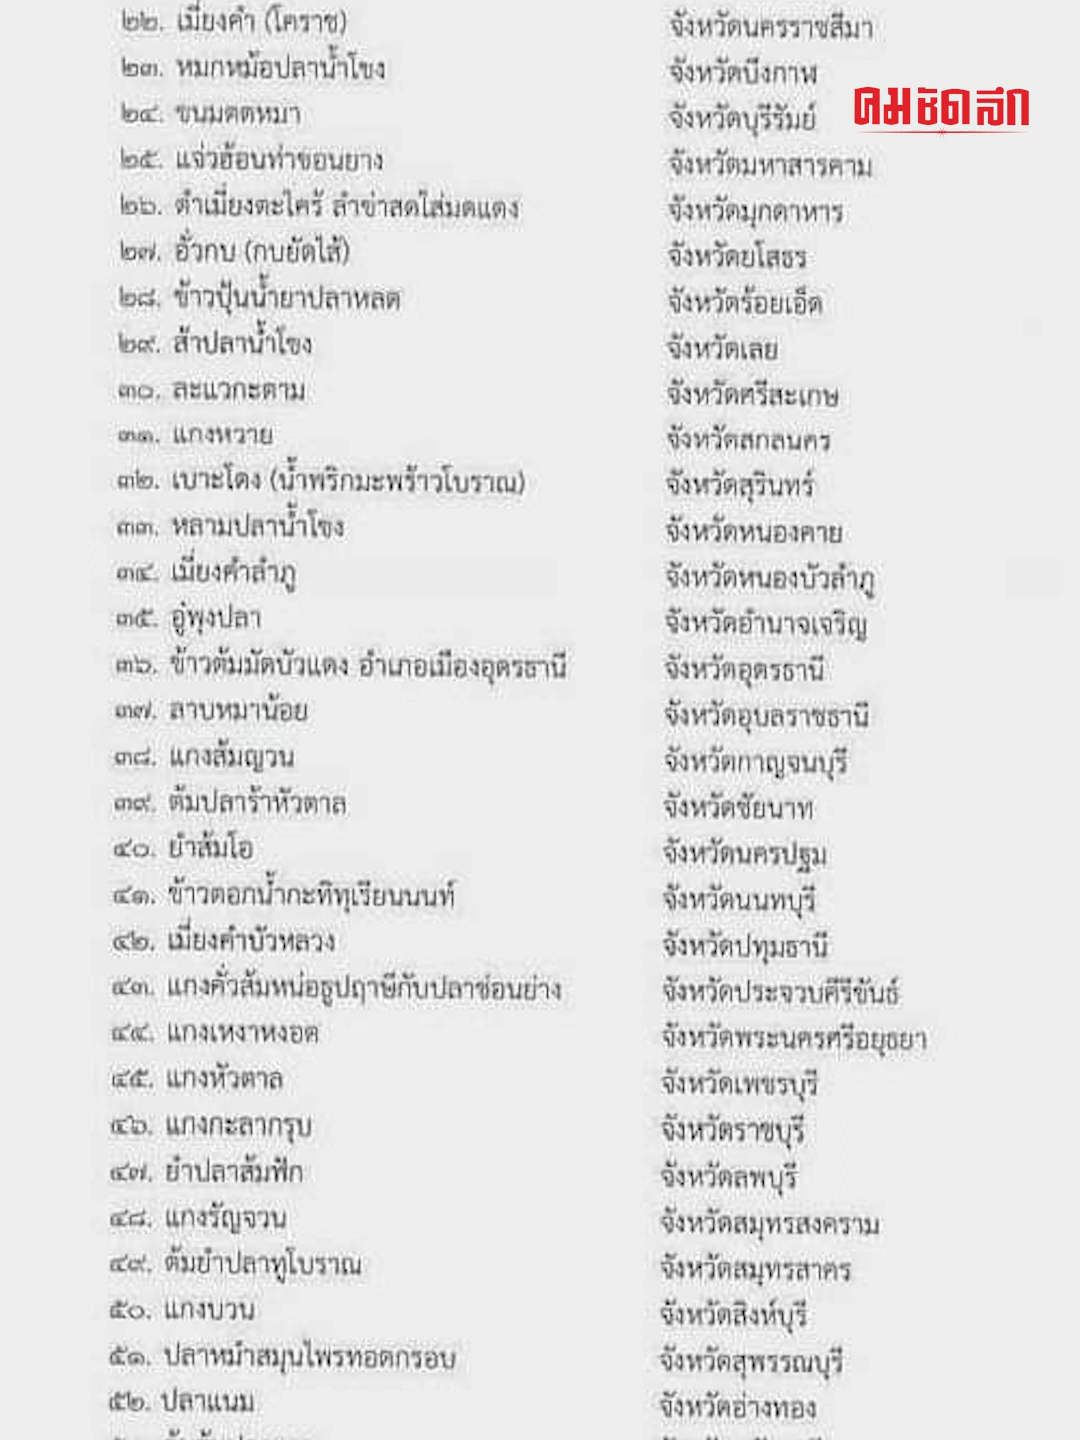 ๒๒. เมี่ยงคำ (โคราช) จังหวัดนครราชสีมา
๒๓. หมกหม้อปลาน้ำโขง จังหวัดบึงกาฬ
คมชัดลึก
๒๔. ขนมตดหมา จังหวัดบุรีรัมย์
๒๕. แจ่วฮ้อนท่าขอนยาง จังหวัดมหาสารคาม
๒๖. ตำเมี่ยงตะไคร้ ลำข่าสดใส่มดแดง จังหวัดมุกดาหาร
๒๗. อั่วกบ (กบยัดไส้) จังหวัดยโสธร
๒๘. ข้าวปุ้นน้ำยาปลาหลด จังหวัดร้อยเอ็ด
๒๙. ส้าปลาน้ำโขง จังหวัดเลย
๓๐. ละแวกะตาม จังหวัดศรีสะเกษ
๓๑. แกงหวาย จังหวัดสกลนคร
๓๒. เบาะโดง (น้ำพริกมะพร้าวโบราณ) จังหวัดสุรินทร์
๓๓. หลามปลาน้ำโขง จังหวัดหนองคาย
๓๔. เมี่ยงคำลำภู จังหวัดหนองบัวลำภู
๓๕. อู๋พุงปลา จังหวัดอำนาจเจริญ
๓๖. ข้าวต้มมัดบัวแดง อำเภอเมืองอุดรธานี จังหวัดอุดรธานี
๓๗. ลาบหมาน้อย จังหวัดอุบลราชธานี
๓๘. แกงส้มญวน จังหวัดกาญจนบุรี
๓๙. ต้มปลาร้าหัวตาล จังหวัดชัยนาท
๔๐. ยำส้มโอ จังหวัดนครปฐม
๔๑. ข้าวตอกน้ำกะทิทุเรียนนนท์ จังหวัดนนทบุรี
๔๒. เมี่ยงคำบัวหลวง จังหวัดปทุมธานี
๔๓. แกงคั่วส้มหน่อธูปฤาษีกับปลาช่อนย่าง จังหวัดประจวบคีรีขันธ์
๔๔. แกงเหงาหงอด จังหวัดพระนครศรีอยุธยา
๔๕. แกงหัวตาล จังหวัดเพชรบุรี
๔๖. แกงกะลากรุบ จังหวัดราชบุรี
๔๗. ยำปลาส้มฟัก จังหวัดลพบุรี
๔๘. แกงรัญจวน จังหวัดสมุทรสงคราม
๔๙. ต้มยำปลาทูโบราณ จังหวัดสมุทรสาคร
๕๐. แกงบวน จังหวัดสิงห์บุรี
๕๑. ปลาหมำสมุนไพรทอดกรอบ จังหวัดสุพรรณบุรี
๕๒. ปลาแนม จังหวัดอ่างทอง